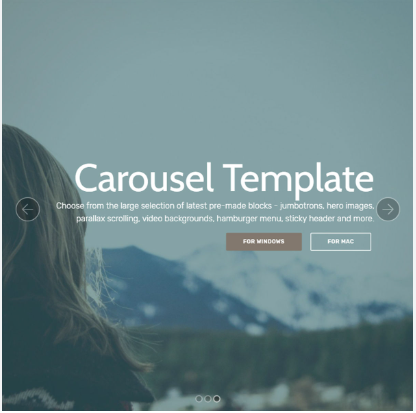 Carousel Template
Choose from the large selection of latest pre-made blocks - jumbotrons, hero images,
parallax scrolling, video backgrounds, hamburger menu, sticky header and more.
FOR WINDOWS
FOR MAC